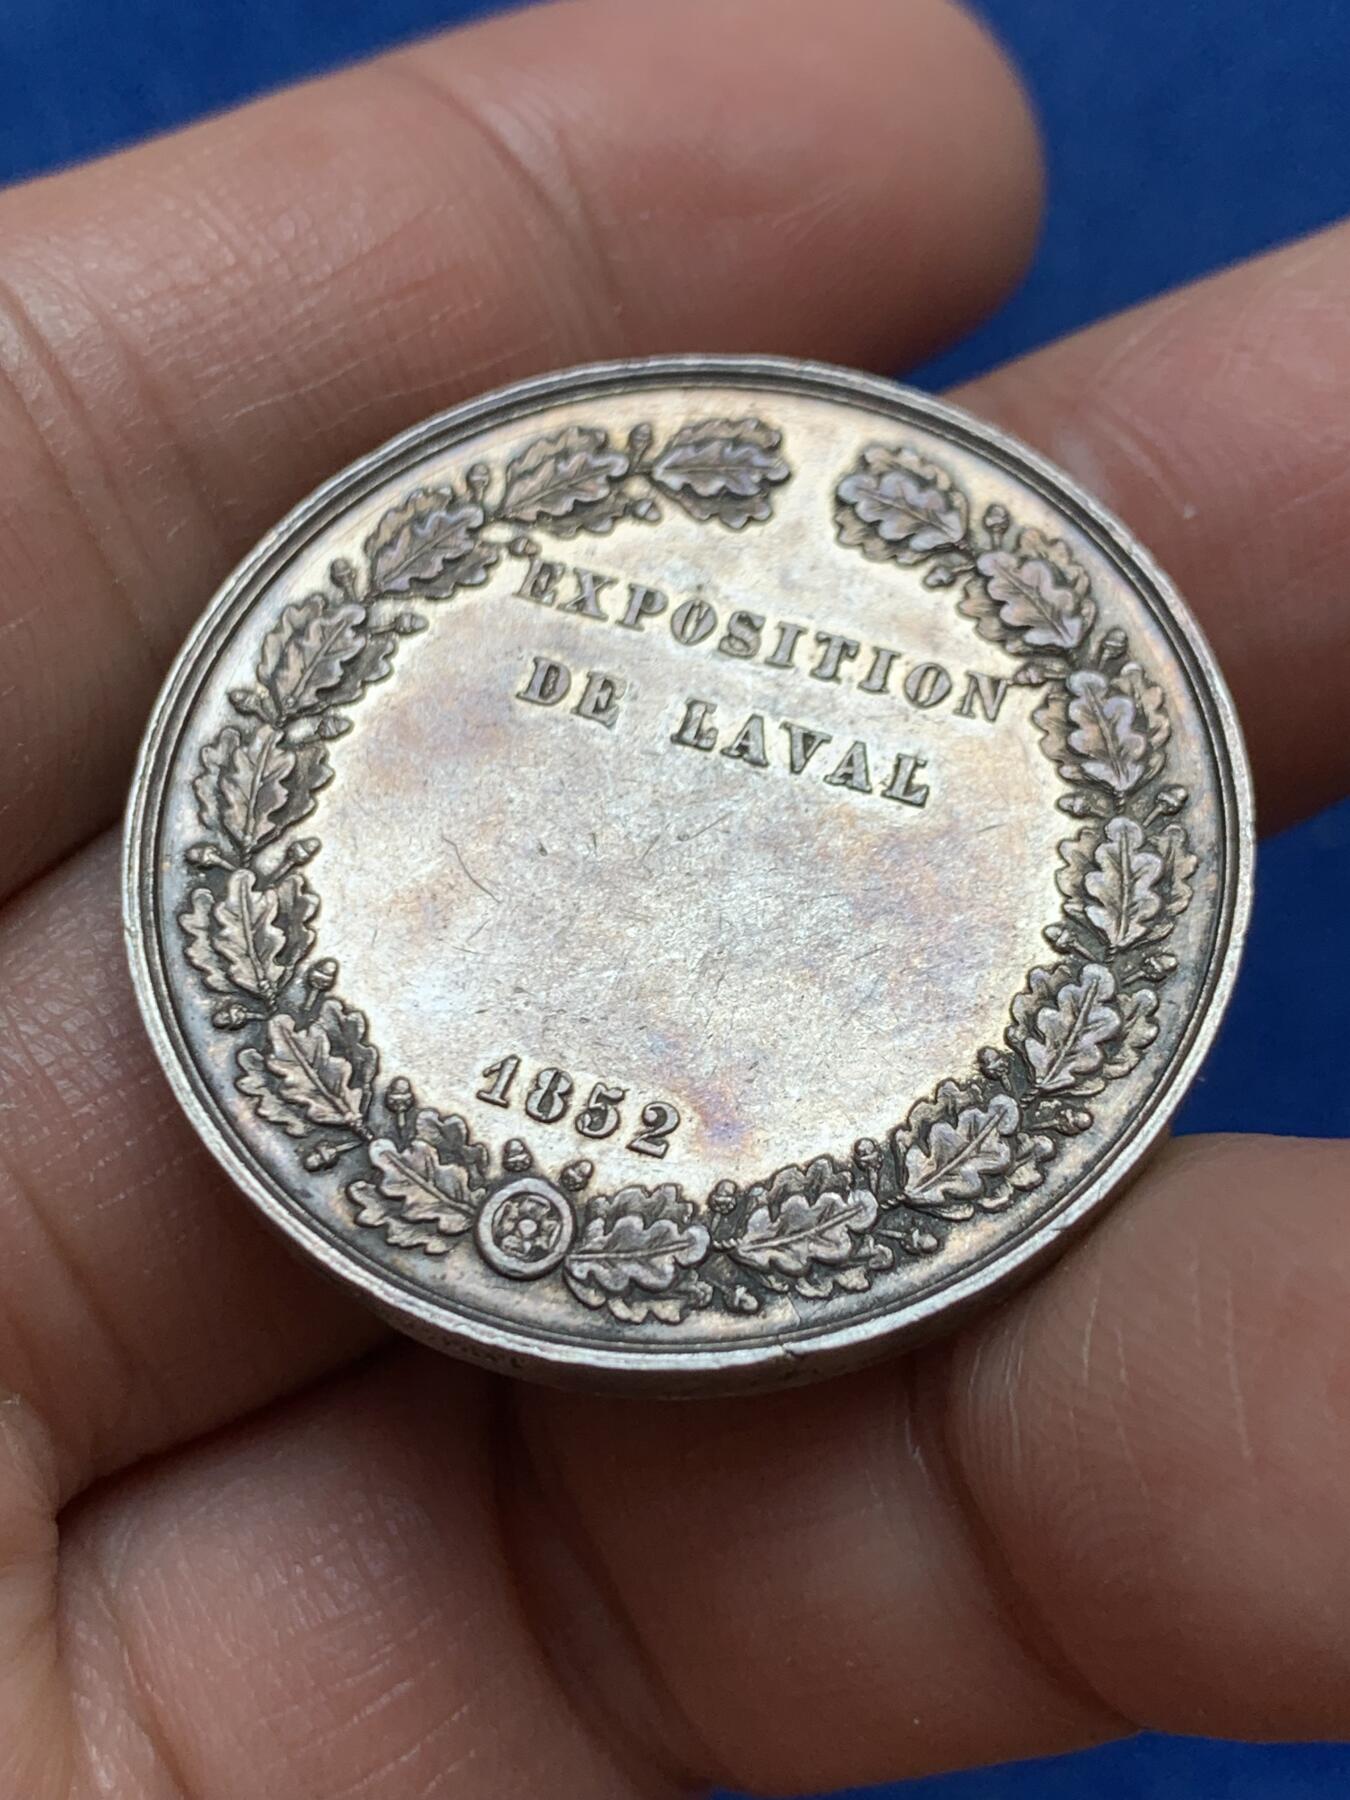 EXPOSITION
DE LAVAL
1852